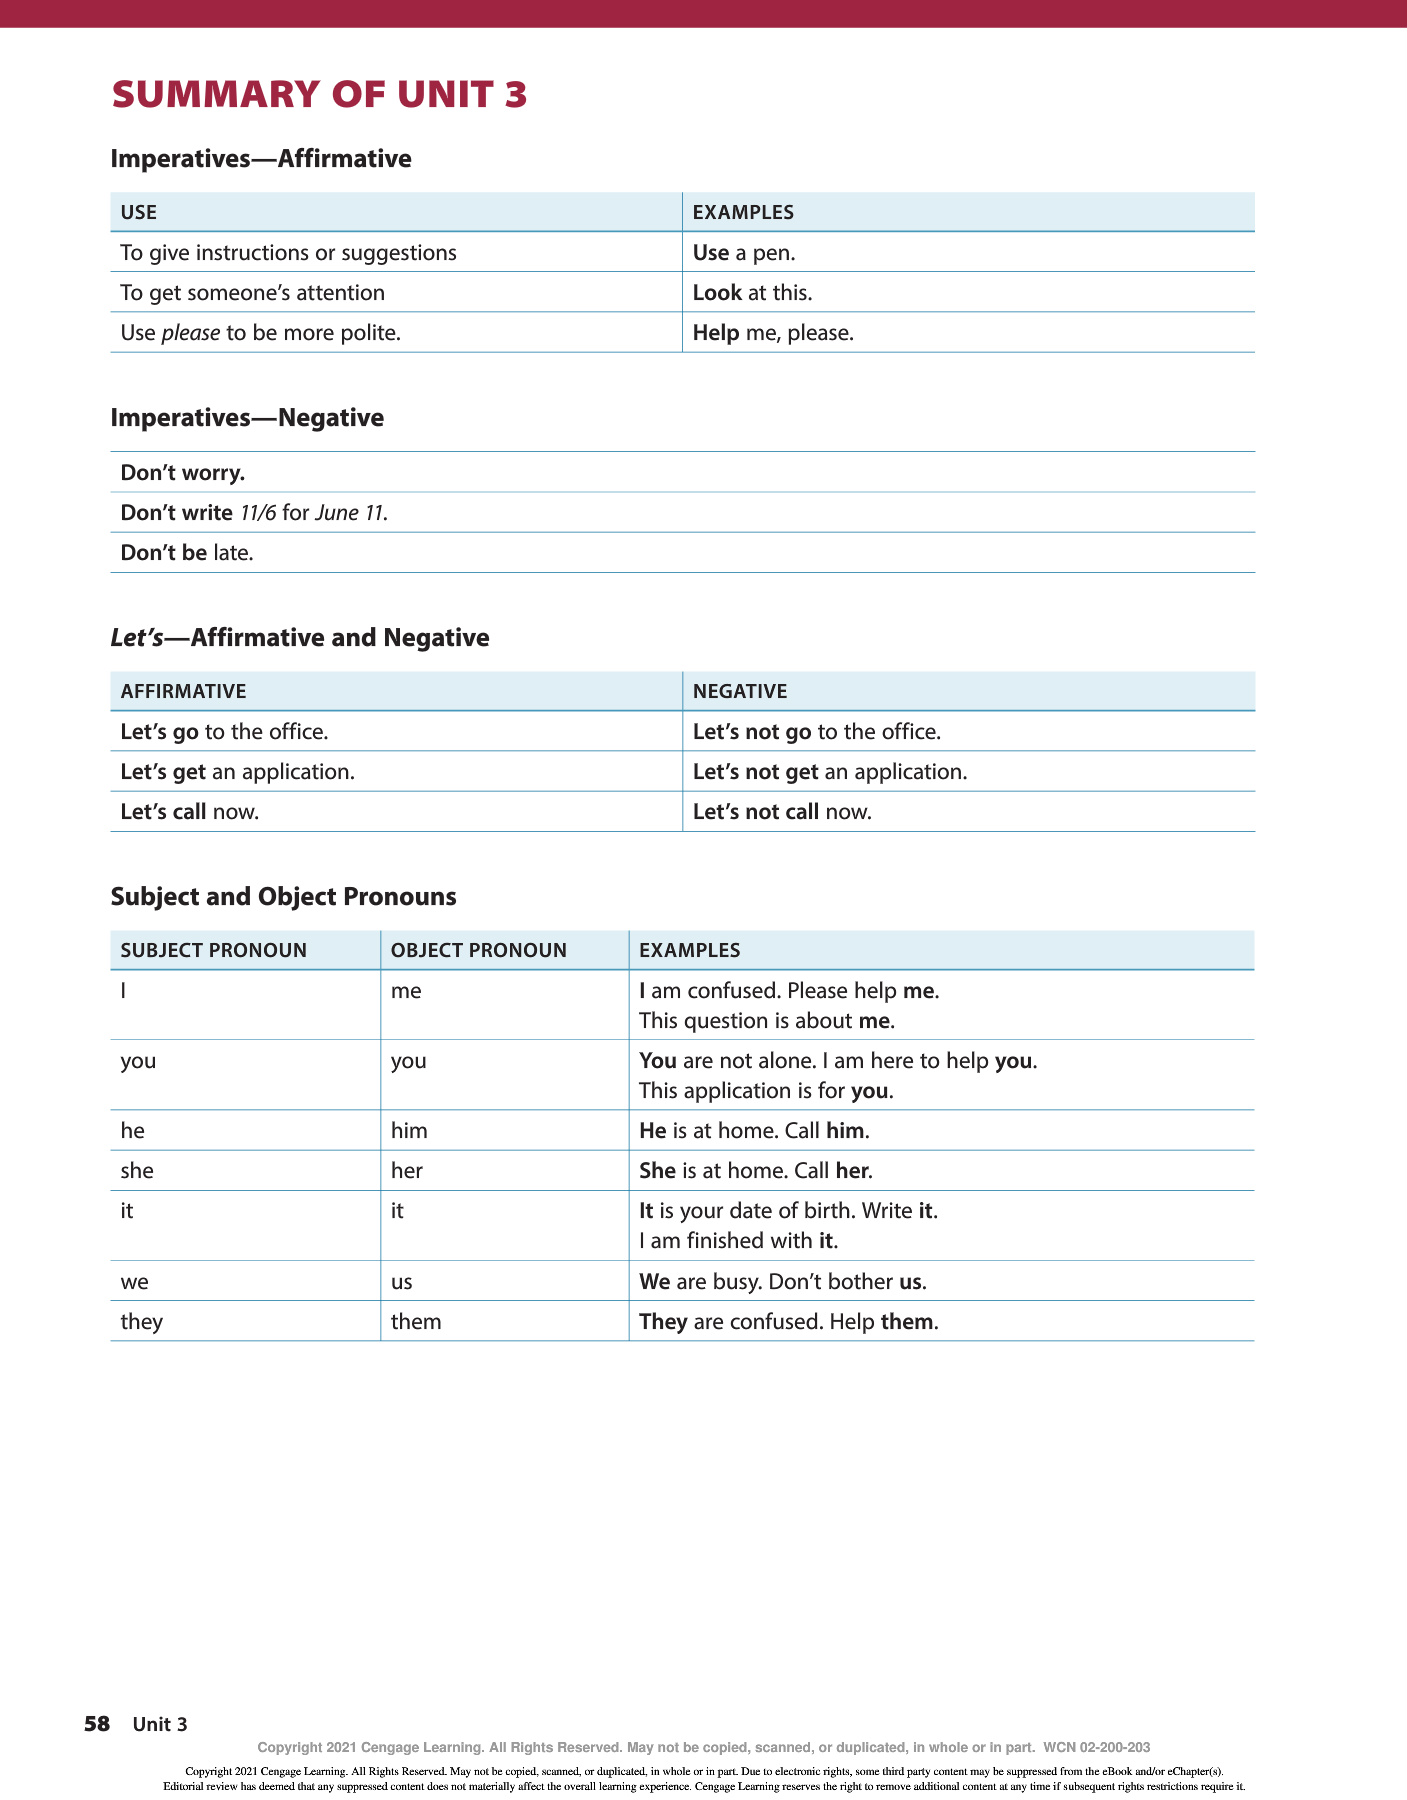 SUMMARY OF UNIT 3
Imperatives—Affirmative
USE EXAMPLES
To give instructions or suggestions Use a pen.
To get someone’s attention Look at this.
Use please to be more polite. Help me, please.
Imperatives—Negative
Don’t worry.
Don’t write 11/6 for June 11.
Don’t be late.
Let’s—Affirmative and Negative
AFFIRMATIVE NEGATIVE
Let’s go to the office. Let’s not go to the office.
Let’s get an application. Let’s not get an application.
Let’s call now. Let’s not call now.
Subject and Object Pronouns
SUBJECT PRONOUN OBJECT PRONOUN EXAMPLES
I me I am confused. Please help me.
This question is about me.
you you You are not alone. I am here to help you.
This application is for you.
he him He is at home. Call him.
she her She is at home. Call her.
it it It is your date of birth. Write it.
I am finished with it.
we us We are busy. Don’t bother us.
they them They are confused. Help them.
58 Unit 3
Copyright 2021 Cengage Learning. All Rights Reserved. May not be copied, scanned, or duplicated, in whole or in part. WCN 02-200-203
Copyright 2021 Cengage Learning. All Rights Reserved. May not be copied, scanned, or duplicated, in whole or in part. Due to electronic rights, some third party content may be suppressed from the eBook and/or eChapter(s).
Editorial review has deemed that any suppressed content does not materially affect the overall learning experience. Cengage Learning reserves the right to remove additional content at any time if subsequent rights restrictions require it.